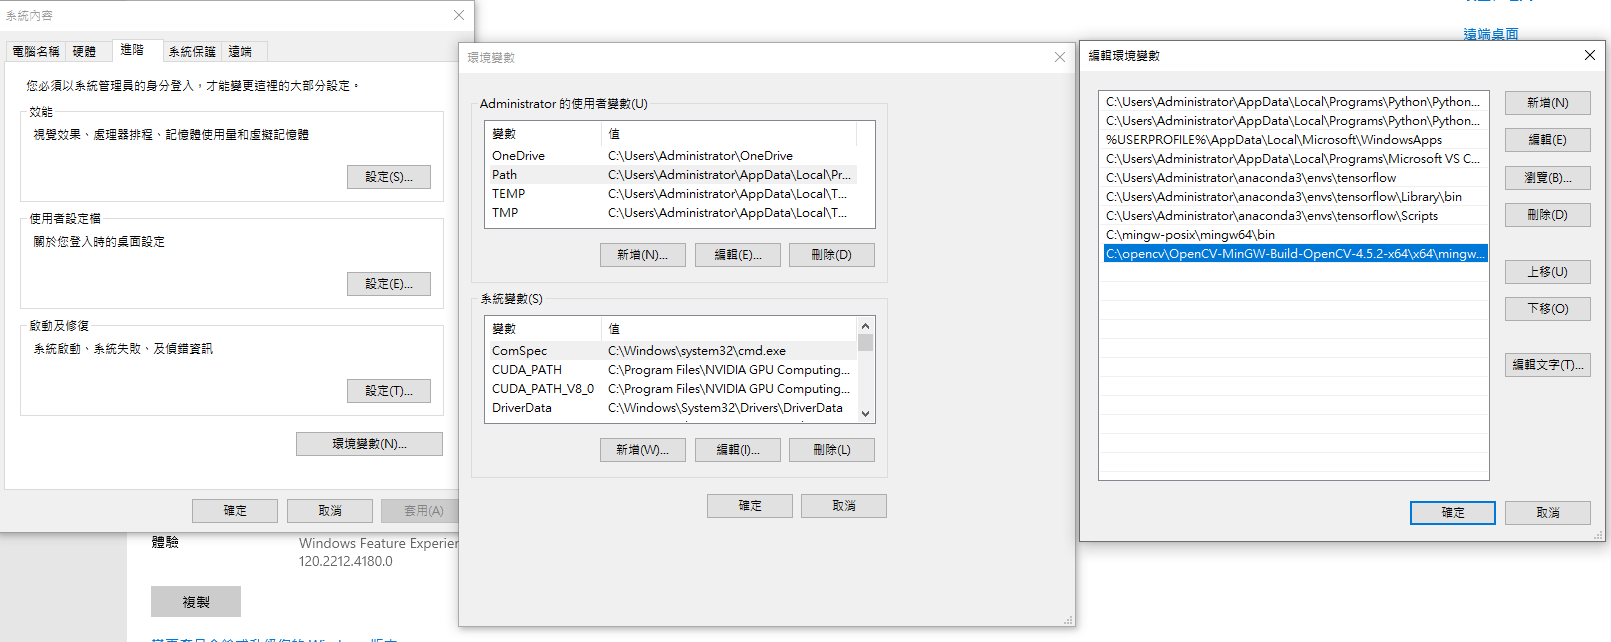 系統內容
電腦名稱 硬體 進階 系統保護 遠端
您必須以系統管理員的身分登入，才能變更這裡的大部分設定。
效能
視覺效果、處理器排程、記憶體使用量和虛擬記憶體
設定(S)...
使用者設定檔
關於您登入時的桌面設定
設定(E)...
啟動及修復
系統啟動、系統失敗、及偵錯資訊
設定(T)...
環境變數(N)...
確定 取消 套用(A)
體驗 Windows Feature Experier
120.2212.4180.0
複製
環境變數
Administrator 的使用者變數(U)
變數 值
OneDrive C:\Users\Administrator\OneDrive
Path C:\Users\Administrator\AppData\Local\Pr...
TEMP C:\Users\Administrator\AppData\Local\T...
TMP C:\Users\Administrator\AppData\Local\T...
新增(N)... 編輯(E)... 刪除(D)
系統變數(S)
變數 值
ComSpec C:\Windows\system32\cmd.exe
CUDA_PATH C:\Program Files\NVIDIA GPU Computing...
CUDA_PATH_V8_0 C:\Program Files\NVIDIA GPU Computing...
DriverData C:\Windows\System32\Drivers\DriverData
新增(W)... 編輯(I)... 刪除(L)
確定 取消
遠端桌面
編輯環境變數
C:\Users\Administrator\AppData\Local\Programs\Python\Python...
C:\Users\Administrator\AppData\Local\Programs\Python\Python...
%USERPROFILE%\AppData\Local\Microsoft\WindowsApps
C:\Users\Administrator\AppData\Local\Programs\Microsoft VS C...
C:\Users\Administrator\anaconda3\envs\tensorflow
C:\Users\Administrator\anaconda3\envs\tensorflow\Library\bin
C:\Users\Administrator\anaconda3\envs\tensorflow\Scripts
C:\mingw-posix\mingw64\bin
C:\opencv\OpenCV-MinGW-Build-OpenCV-4.5.2-x64\x64\mingw...
新增(N)
編輯(E)
瀏覽(B)...
刪除(D)
上移(U)
下移(O)
編輯文字(T)...
確定 取消